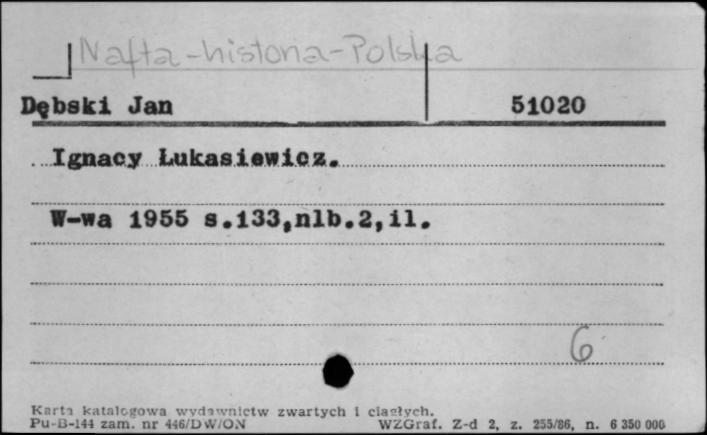 Nafta-historia-Polska
Dębski Jan 51020
Ignacy Łukasiewicz.
W-wa 1955 s.133,nlb.2,il.
6
Karta katalogowa wydawnictw zwartych i ciągłych.
Pu-B-144 zam. nr 446/DW/ON WZGraf. Z-d 2, z. 255/86, n. 6 350 000